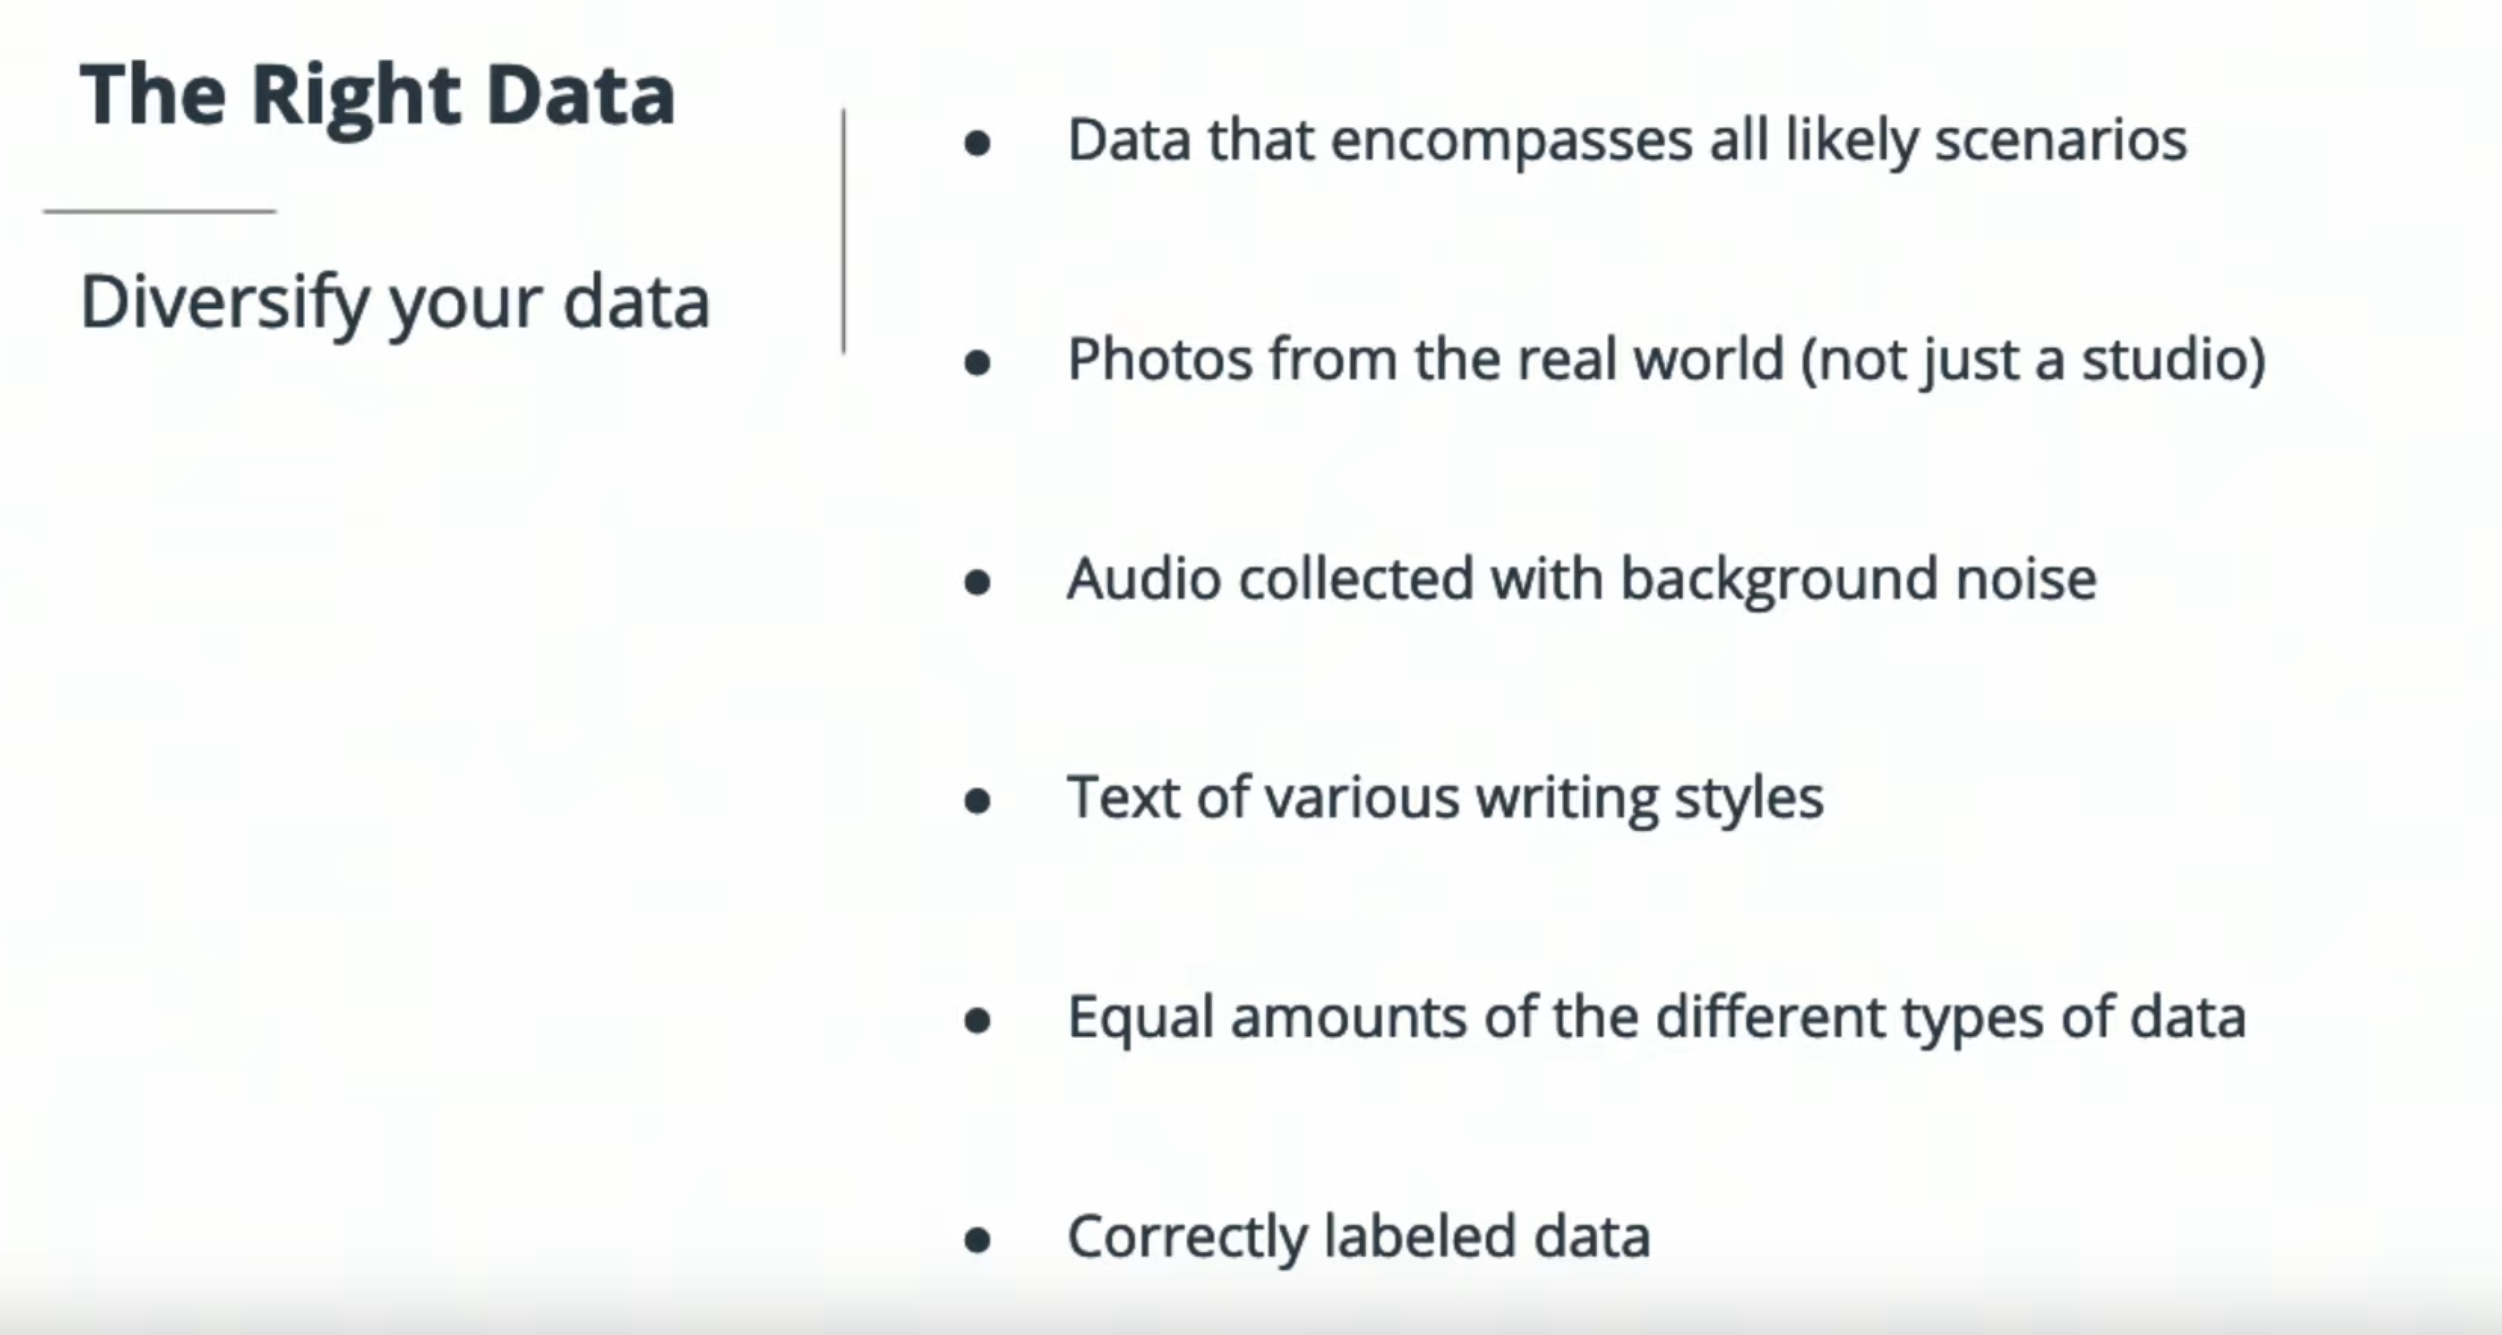 The Right Data
Diversify your data
● Data that encompasses all likely scenarios
● Photos from the real world (not just a studio)
● Audio collected with background noise
● Text of various writing styles
● Equal amounts of the different types of data
● Correctly labeled data